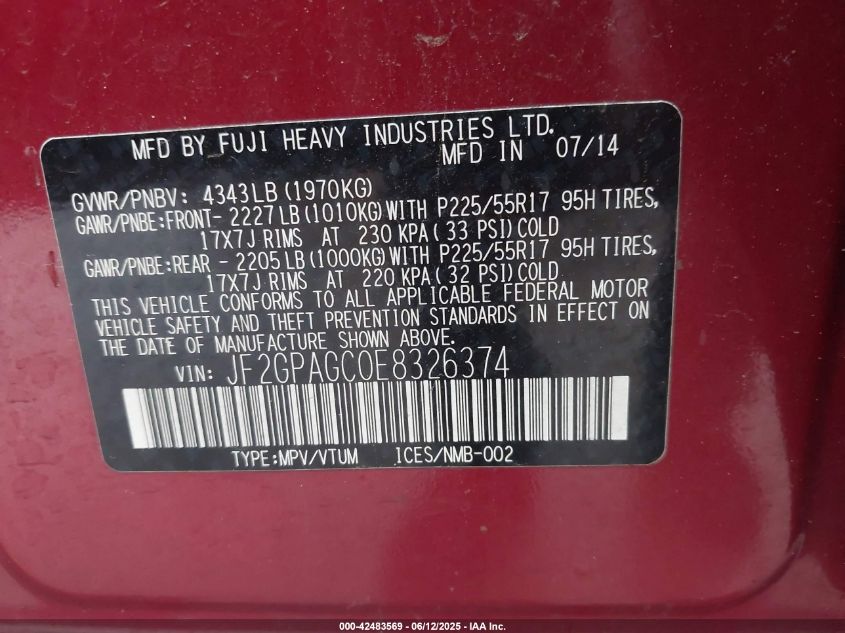 MFD BY FUJI HEAVY INDUSTRIES LTD.
MFD IN 07/14
GVWR/PNBV: 4343LB(1970KG)
GAWR/PNBE:FRONT- 2227LB(1010KG)WITH P225/55R17 95H TIRES,
17X7J RIMS AT 230 KPA( 33 PSI)COLD
GAWR/PNBE:REAR - 2205LB(1000KG)WITH P225/55R17 95H TIRES,
17X7J RIMS AT 220 KPA( 32 PSI)COLD
THIS VEHICLE CONFORMS TO ALL APPLICABLE FEDERAL MOTOR
VEHICLE SAFETY AND THEFT PREVENTION STANDARDS IN EFFECT ON
THE DATE OF MANUFACTURE SHOWN ABOVE.
VIN: JF2GPAGC0E8326374
TYPE:MPV/VTUM ICES/NMB-002
000-42483569 - 06/12/2025 - IAA Inc.